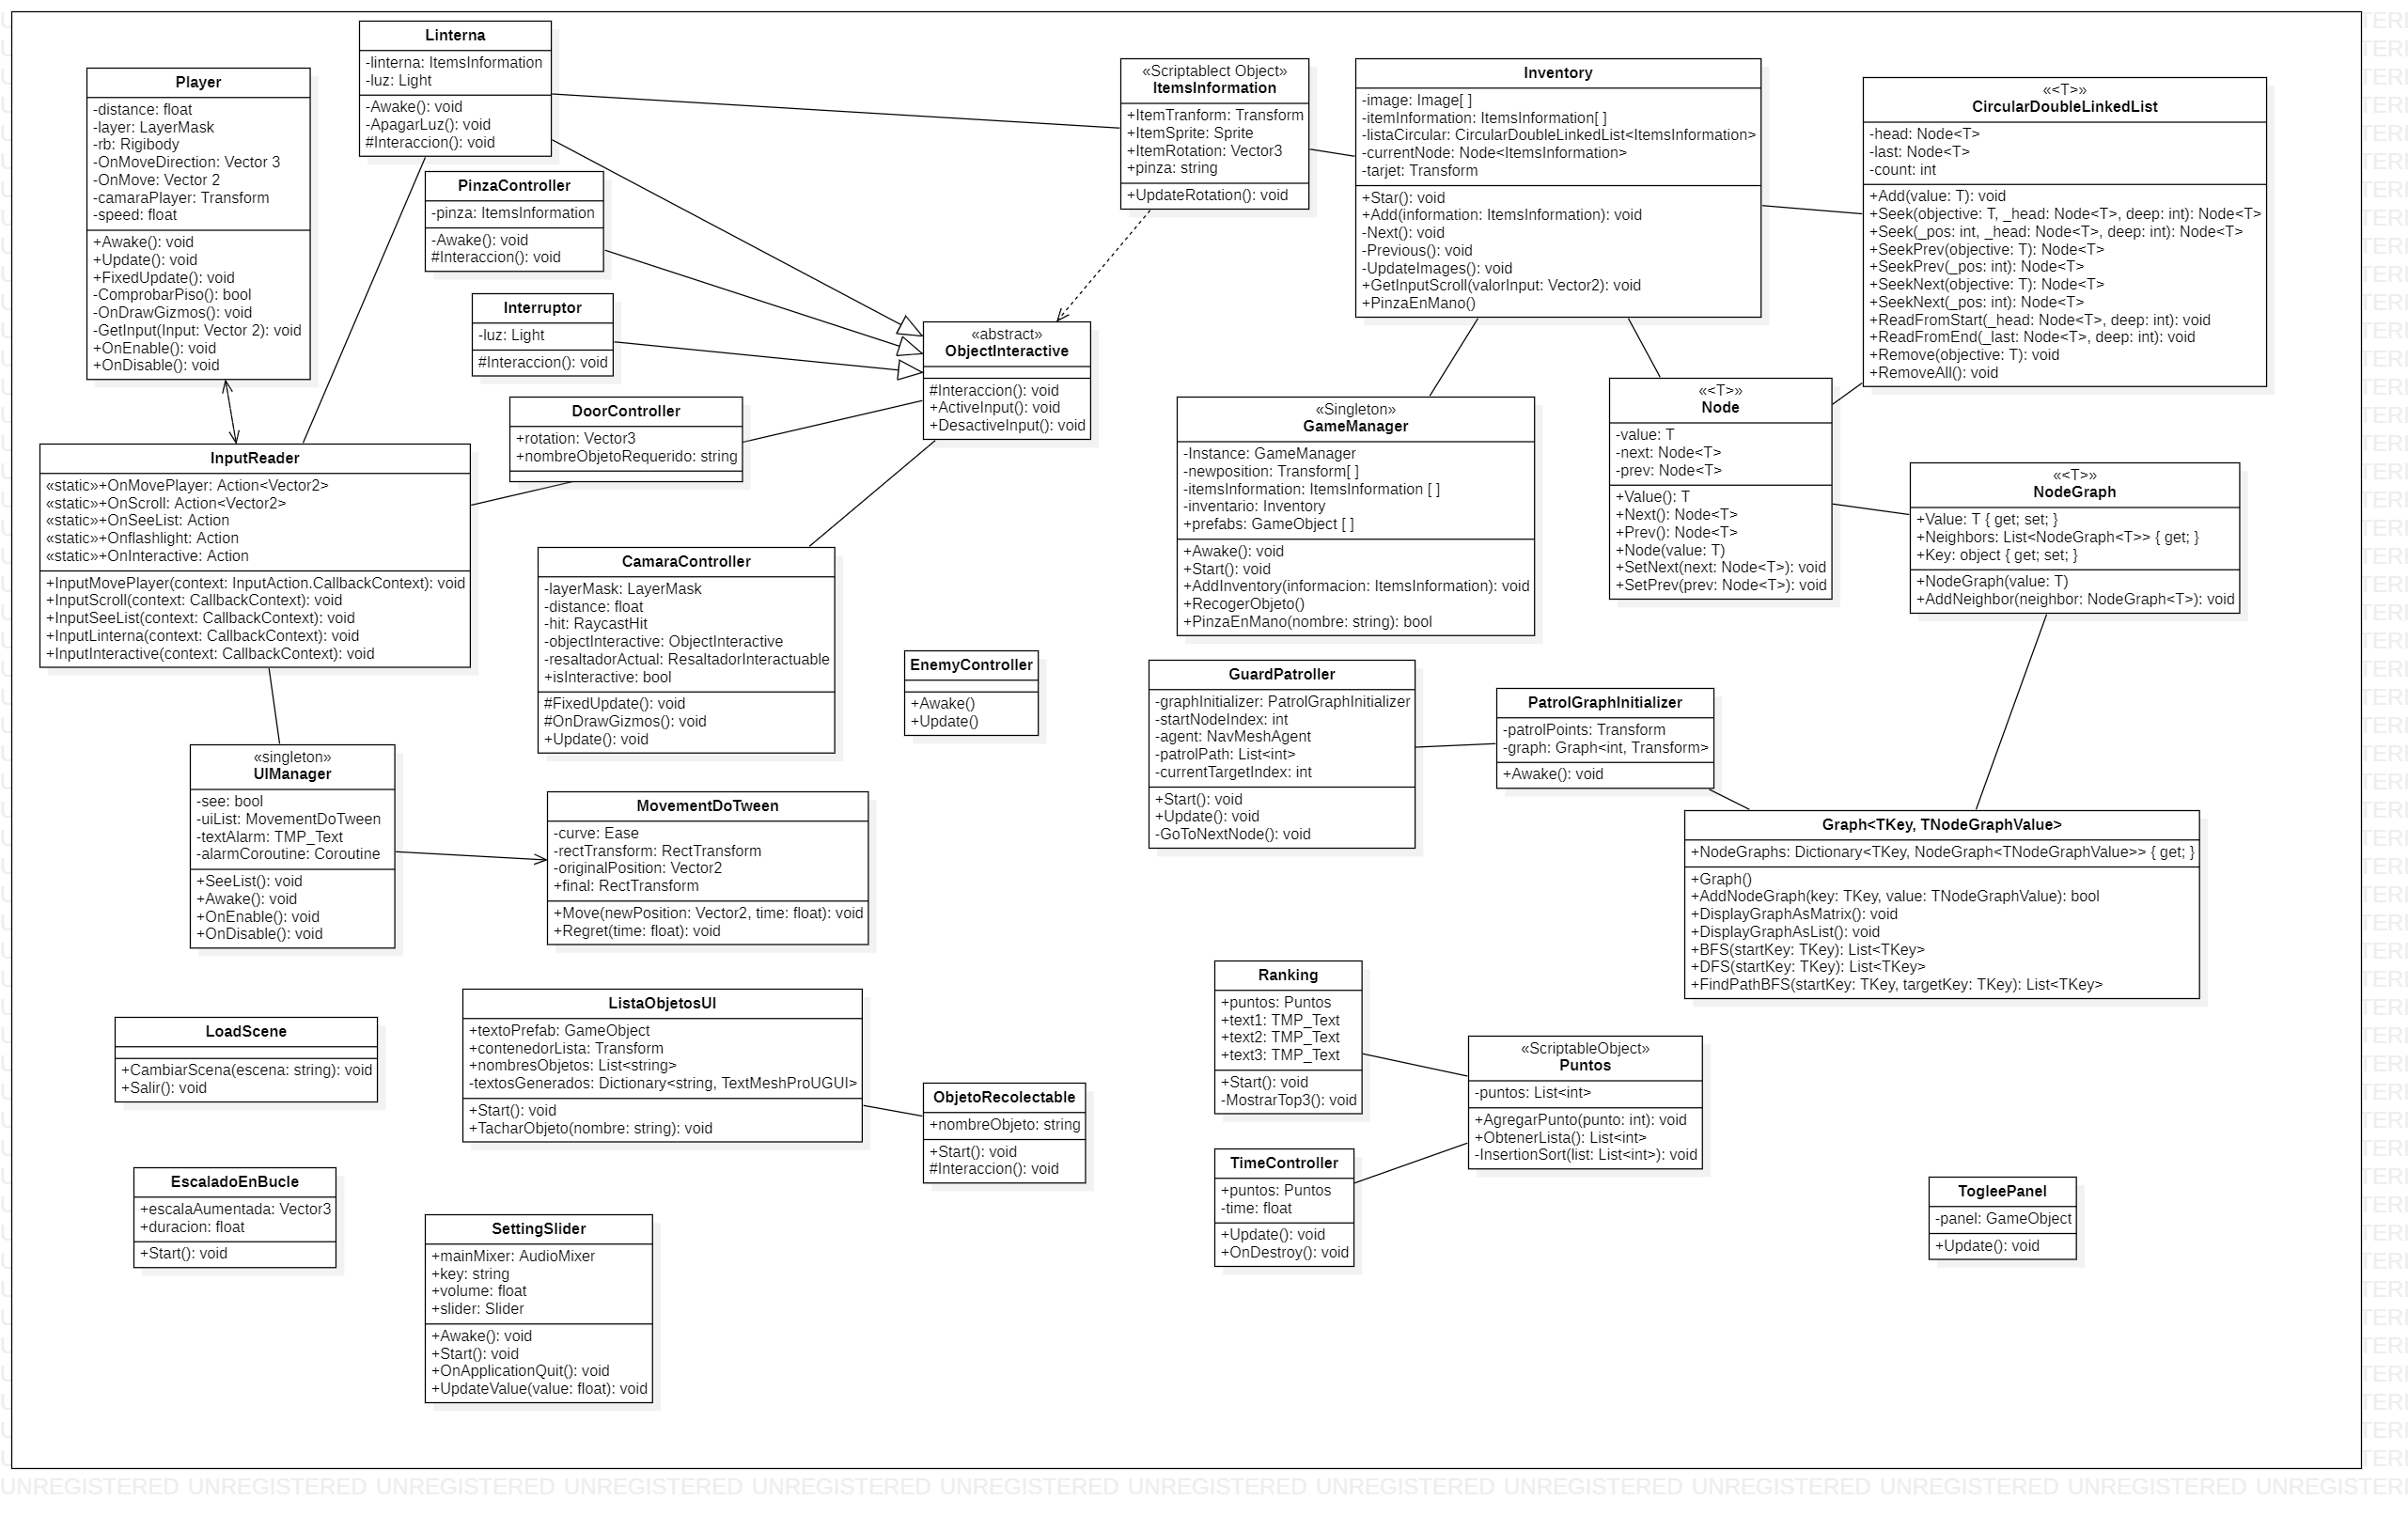 Linterna
-linterna: ItemsInformation
-luz: Light
-Awake(): void
-ApagarLuz(): void
#Interaccion(): void
Player
-distance: float
-layer: LayerMask
-rb: Rigibody
-OnMoveDirection: Vector 3
-OnMove: Vector 2
-camaraPlayer: Transform
-speed: float
+Awake(): void
+Update(): void
+FixedUpdate(): void
-ComprobarPiso(): bool
-OnDrawGizmos(): void
-GetInput(Input: Vector 2): void
+OnEnable(): void
+OnDisable(): void
PinzaController
-pinza: ItemsInformation
-Awake(): void
#Interaccion(): void
Interruptor
-luz: Light
#Interaccion(): void
DoorController
+rotation: Vector3
+nombreObjetoRequerido: string
«abstract»
ObjectInteractive
#Interaccion(): void
+ActiveInput(): void
+DesactiveInput(): void
«Scriptablect Object»
ItemsInformation
+ItemTranform: Transform
+ItemSprite: Sprite
+ItemRotation: Vector3
+pinza: string
+UpdateRotation(): void
Inventory
-image: Image[ ]
-itemInformation: ItemsInformation[ ]
-listaCircular: CircularDoubleLinkedList<ItemsInformation>
-currentNode: Node<ItemsInformation>
-tarjet: Transform
+Star(): void
+Add(information: ItemsInformation): void
-Next(): void
-Previous(): void
-UpdateImages(): void
+GetInputScroll(valorInput: Vector2): void
+PinzaEnMano()
«<T>»
CircularDoubleLinkedList
-head: Node<T>
-last: Node<T>
-count: int
+Add(value: T): void
+Seek(objective: T, _head: Node<T>, deep: int): Node<T>
+Seek(_pos: int, _head: Node<T>, deep: int): Node<T>
+SeekPrev(objective: T): Node<T>
+SeekPrev(_pos: int): Node<T>
+SeekNext(objective: T): Node<T>
+SeekNext(_pos: int): Node<T>
+ReadFromStart(_head: Node<T>, deep: int): void
+ReadFromEnd(_last: Node<T>, deep: int): void
+Remove(objective: T): void
+RemoveAll(): void
InputReader
«static»+OnMovePlayer: Action<Vector2>
«static»+OnScroll: Action<Vector2>
«static»+OnSeeList: Action
«static»+Onflashlight: Action
«static»+OnInteractive: Action
+InputMovePlayer(context: InputAction.CallbackContext): void
+InputScroll(context: CallbackContext): void
+InputSeeList(context: CallbackContext): void
+InputLinterna(context: CallbackContext): void
+InputInteractive(context: CallbackContext): void
CamaraController
-layerMask: LayerMask
-distance: float
-hit: RaycastHit
-objectInteractive: ObjectInteractive
-resaltadorActual: ResaltadorInteractuable
+isInteractive: bool
#FixedUpdate(): void
#OnDrawGizmos(): void
+Update(): void
EnemyController
+Awake()
+Update()
«Singleton»
GameManager
-Instance: GameManager
-newposition: Transform[ ]
-itemsInformation: ItemsInformation [ ]
-inventario: Inventory
+prefabs: GameObject [ ]
+Awake(): void
+Start(): void
+AddInventory(informacion: ItemsInformation): void
+RecogerObjeto()
+PinzaEnMano(nombre: string): bool
«<T>»
Node
-value: T
-next: Node<T>
-prev: Node<T>
+Value(): T
+Next(): Node<T>
+Prev(): Node<T>
+Node(value: T)
+SetNext(next: Node<T>): void
+SetPrev(prev: Node<T>): void
«<T>»
NodeGraph
+Value: T { get; set; }
+Neighbors: List<NodeGraph<T>> { get; }
+Key: object { get; set; }
+NodeGraph(value: T)
+AddNeighbor(neighbor: NodeGraph<T>): void
GuardPatroller
-graphInitializer: PatrolGraphInitializer
-startNodeIndex: int
-agent: NavMeshAgent
-patrolPath: List<int>
-currentTargetIndex: int
+Start(): void
+Update(): void
-GoToNextNode(): void
PatrolGraphInitializer
-patrolPoints: Transform
-graph: Graph<int, Transform>
+Awake(): void
Graph<TKey, TNodeGraphValue>
+NodeGraphs: Dictionary<TKey, NodeGraph<TNodeGraphValue>> { get; }
+Graph()
+AddNodeGraph(key: TKey, value: TNodeGraphValue): bool
+DisplayGraphAsMatrix(): void
+DisplayGraphAsList(): void
+BFS(startKey: TKey): List<TKey>
+DFS(startKey: TKey): List<TKey>
+FindPathBFS(startKey: TKey, targetKey: TKey): List<TKey>
«singleton»
UIManager
-see: bool
-uiList: MovementDoTween
-textAlarm: TMP_Text
-alarmCoroutine: Coroutine
+SeeList(): void
+Awake(): void
+OnEnable(): void
+OnDisable(): void
MovementDoTween
-curve: Ease
-rectTransform: RectTransform
-originalPosition: Vector2
+final: RectTransform
+Move(newPosition: Vector2, time: float): void
+Regret(time: float): void
LoadScene
+CambiarScena(escena: string): void
+Salir(): void
ListaObjetosUI
+textoPrefab: GameObject
+contenedorLista: Transform
+nombresObjetos: List<string>
-textosGenerados: Dictionary<string, TextMeshProUGUI>
+Start(): void
+TacharObjeto(nombre: string): void
ObjetoRecolectable
+nombreObjeto: string
+Start(): void
#Interaccion(): void
Ranking
+puntos: Puntos
+text1: TMP_Text
+text2: TMP_Text
+text3: TMP_Text
+Start(): void
-MostrarTop3(): void
«ScriptableObject»
Puntos
-puntos: List<int>
+AgregarPunto(punto: int): void
+ObtenerLista(): List<int>
-InsertionSort(list: List<int>): void
TimeController
+puntos: Puntos
-time: float
+Update(): void
+OnDestroy(): void
EscaladoEnBucle
+escalaAumentada: Vector3
+duracion: float
+Start(): void
SettingSlider
+mainMixer: AudioMixer
+key: string
+volume: float
+slider: Slider
+Awake(): void
+Start(): void
+OnApplicationQuit(): void
+UpdateValue(value: float): void
TogleePanel
-panel: GameObject
+Update(): void
UNREGISTERED UNREGISTERED UNREGISTERED UNREGISTERED UNREGISTERED UNREGISTERED UNREGISTERED UNREGISTERED UNREGISTERED UNREGISTERED UNREGISTERED UNREGISTERED UNREGISTERED